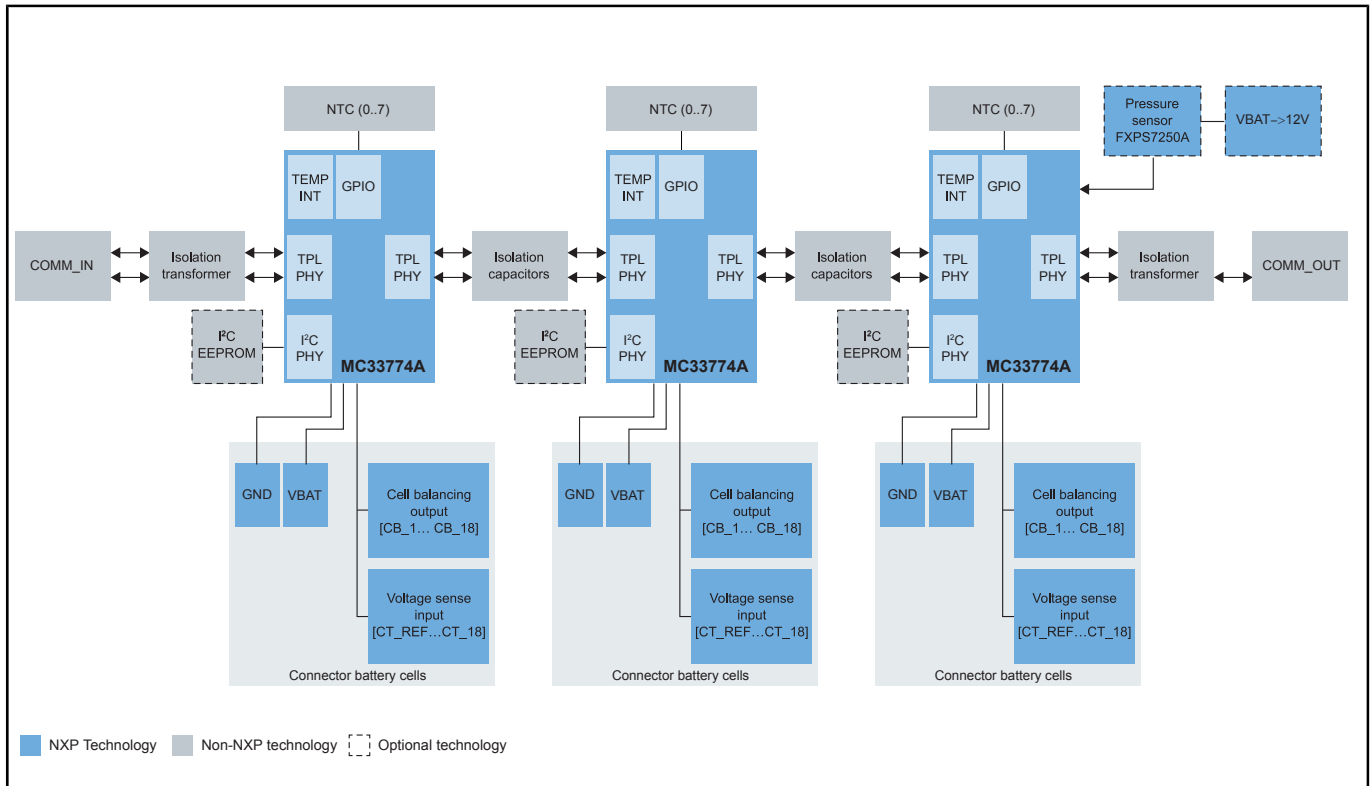 NTC (0..7)
NTC (0..7)
NTC (0..7)
Pressure
sensor
FXPS7250A
VBAT->12V
TEMP
INT
GPIO
TEMP
INT
GPIO
TEMP
INT
GPIO
COMM_IN
Isolation
transformer
TPL
PHY
TPL
PHY
Isolation
capacitors
TPL
PHY
TPL
PHY
Isolation
capacitors
TPL
PHY
TPL
PHY
Isolation
transformer
COMM_OUT
I²C
EEPROM
I²C
PHY
MC33774A
I²C
EEPROM
I²C
PHY
MC33774A
I²C
EEPROM
I²C
PHY
MC33774A
GND
VBAT
Cell balancing
output
[CB_1... CB_18]
Voltage sense
input
[CT_REF...CT_18]
Connector battery cells
GND
VBAT
Cell balancing
output
[CB_1... CB_18]
Voltage sense
input
[CT_REF...CT_18]
Connector battery cells
GND
VBAT
Cell balancing
output
[CB_1... CB_18]
Voltage sense
input
[CT_REF...CT_18]
Connector battery cells
NXP Technology
Non-NXP technology
Optional technology